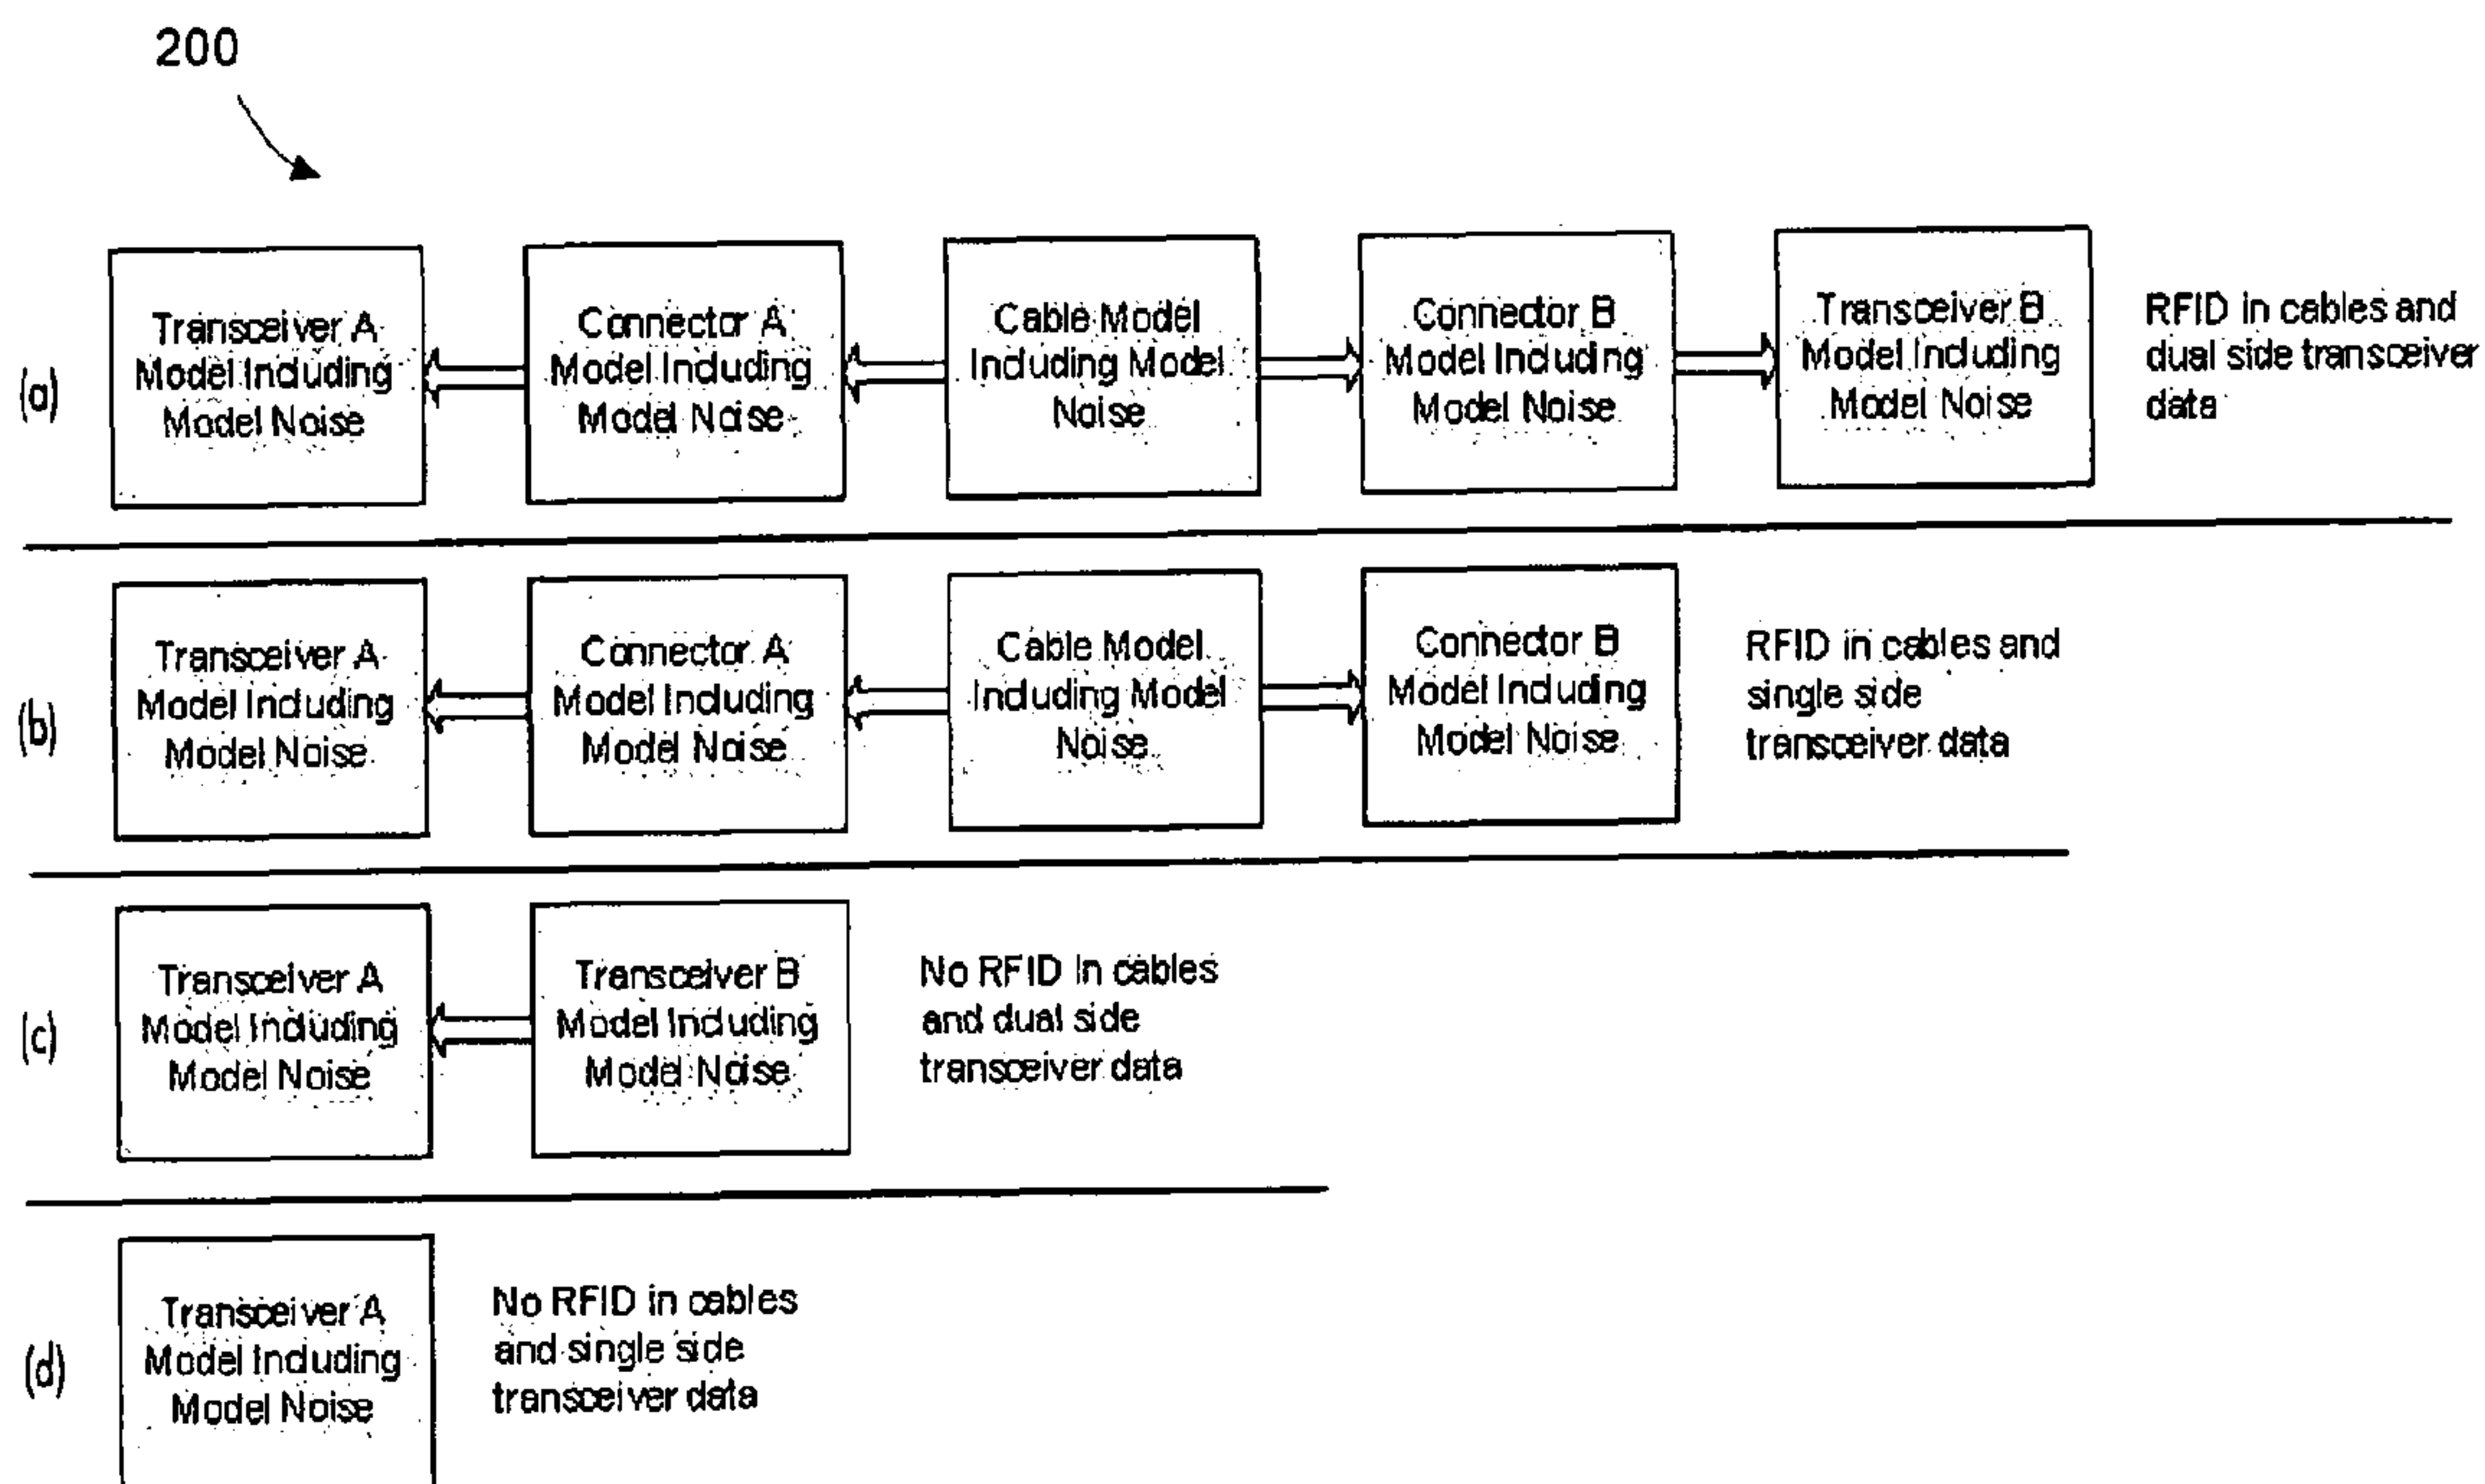 200
(a)
Transceiver A
Model Including
Model Noise
Connector A
Model Including
Model Noise
Cable Model
Including Model
Noise
Connector B
Model Including
Model Noise
Transceiver B
Model Including
Model Noise
RFID in cables and
dual side transceiver
data
(b)
Transceiver A
Model Including
Model Noise
Connector A
Model Including
Model Noise
Cable Model
Including Model
Noise
Connector B
Model Including
Model Noise
RFID in cables and
single side
transceiver data
(c)
Transceiver A
Model Including
Model Noise
Transceiver B
Model Including
Model Noise
No RFID in cables
and dual side
transceiver data
(d)
Transceiver A
Model Including
Model Noise
No RFID in cables
and single side
transceiver data